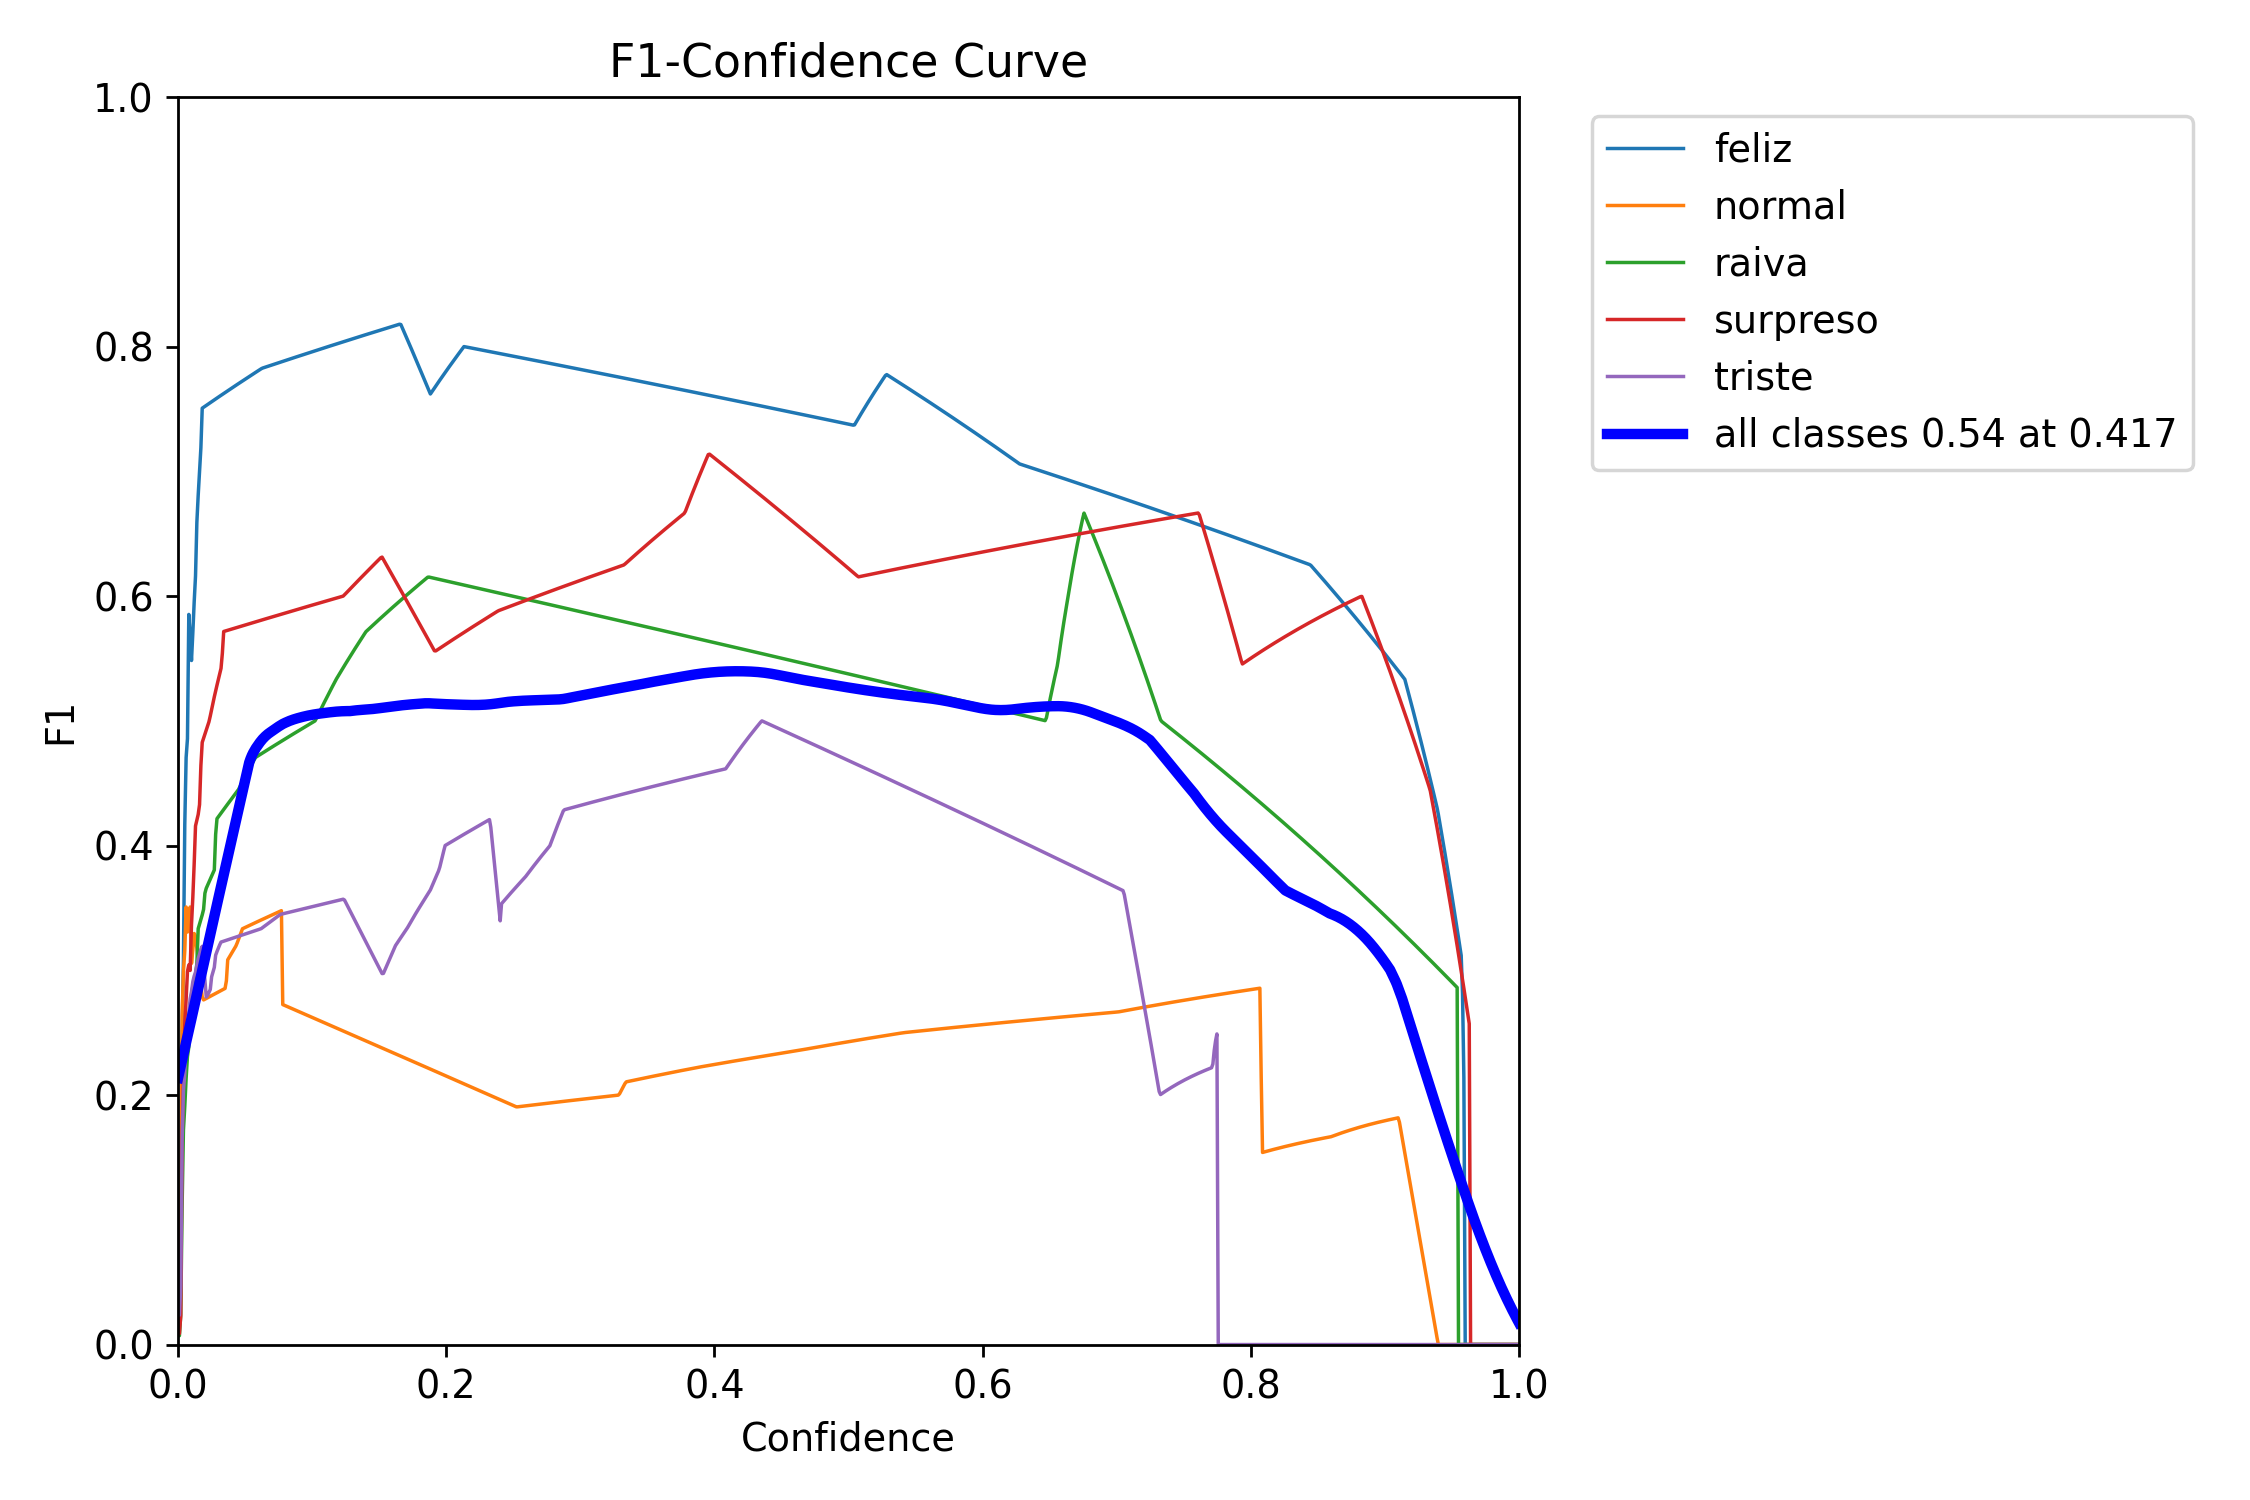 F1-Confidence Curve
1.0
0.8
0.6
0.4
0.2
0.0
F1
0.0 0.2 0.4 0.6 0.8 1.0
Confidence
feliz
normal
raiva
surpreso
triste
all classes 0.54 at 0.417